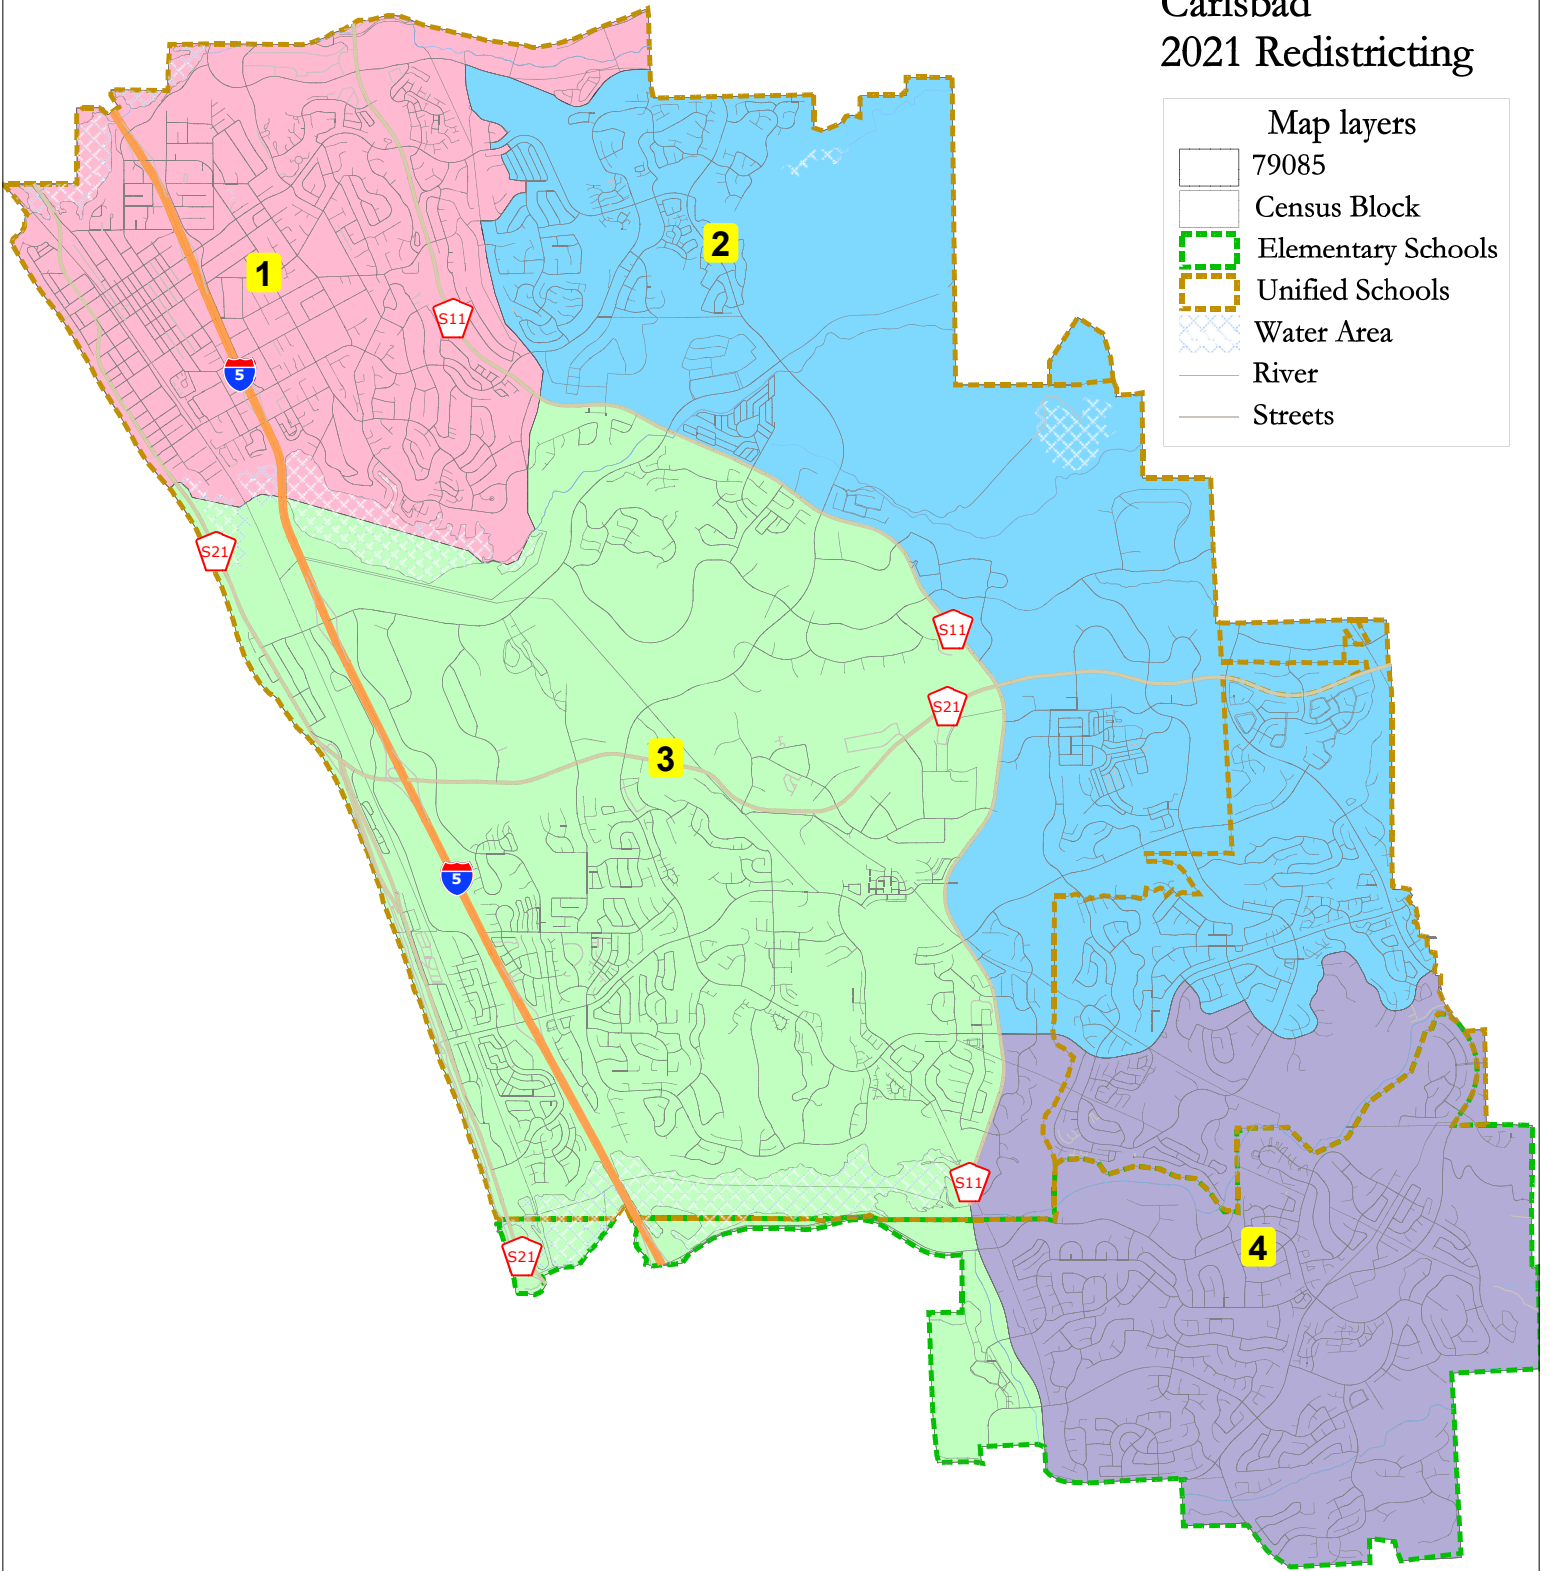 Carlsbad
2021 Redistricting
Map layers
79085
Census Block
Elementary Schools
Unified Schools
Water Area
River
Streets
2
1
S11
5
S21
S11
S21
3
5
S11
4
S21